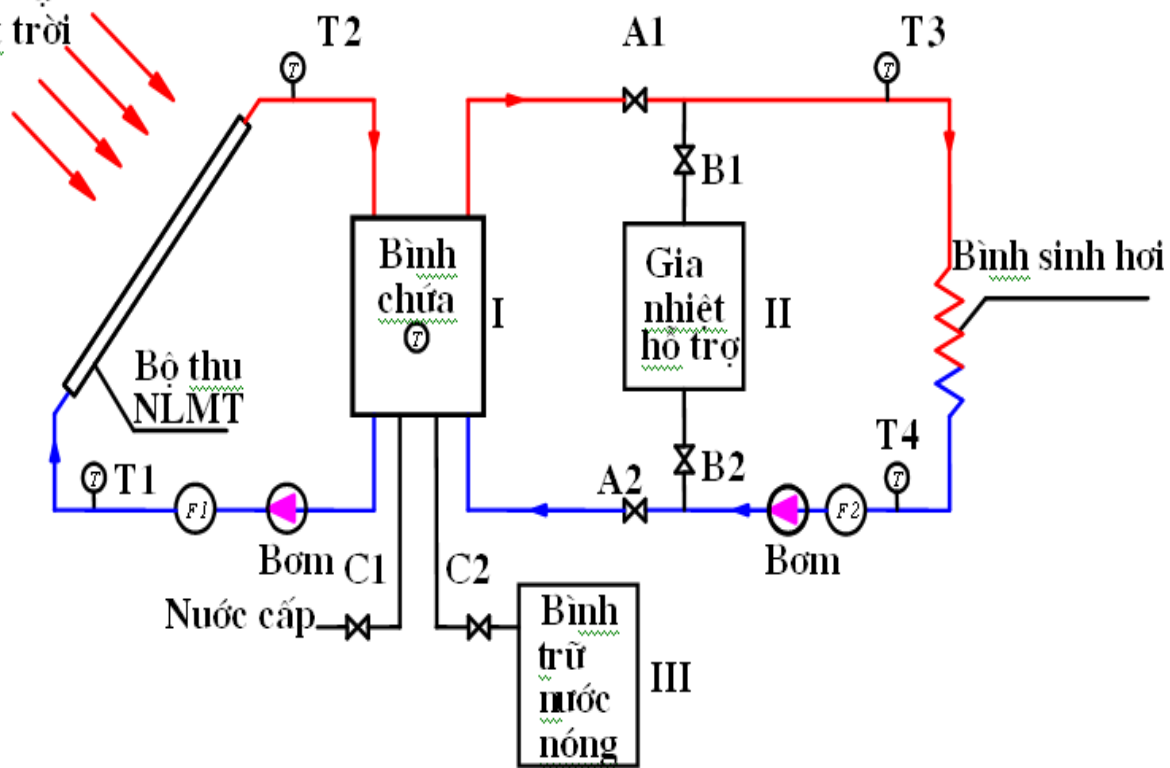 t trời
T2
A1
T3
B1
Bình
chứa
T
I
Gia
nhiệt
hỗ trợ
II
Bình sinh hơi
Bộ thu
NLMT
T1
F1
Bơm
C1
C2
A2
B2
T4
Bơm
F2
T
T
T
T
Nước cấp
Bình
trữ
nước
nóng
III